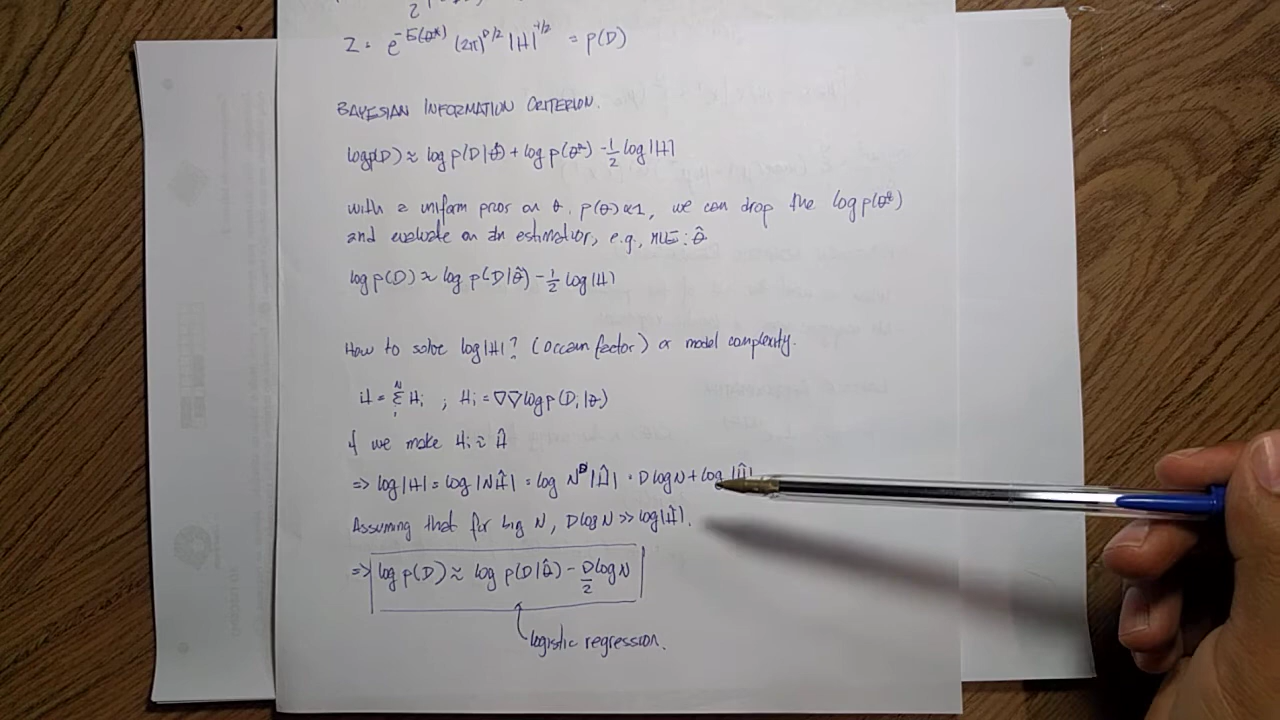 Z = e^{-E(θ*)} (2π)^{D/2} |H|^{-1/2} = p(D)
BAYESIAN INFORMATION CRITERION.
log p(D) ≈ log p(D|θ̂) + log p(θ*) - 1/2 log |H|
with a uniform prior on θ. p(θ) ∝ 1, we can drop the log p(θ*)
and evaluate on an estimation, e.g., MLE: θ̂
log p(D) ≈ log p(D|θ̂) - 1/2 log |H|
How to solve log|H|? (Occam factor) or model complexity.
H = Σ_i^N H_i ; H_i = ∇∇ log p(D_i|θ)
if we make H_i ≈ Ĥ
=> log |H| = log |NĤ| = log N^D |Ĥ| = D log N + log |Ĥ|
Assuming that for big N, D log N >> log |Ĥ|.
=> log p(D) ≈ log p(D|θ̂) - D/2 log N
logistic regression.